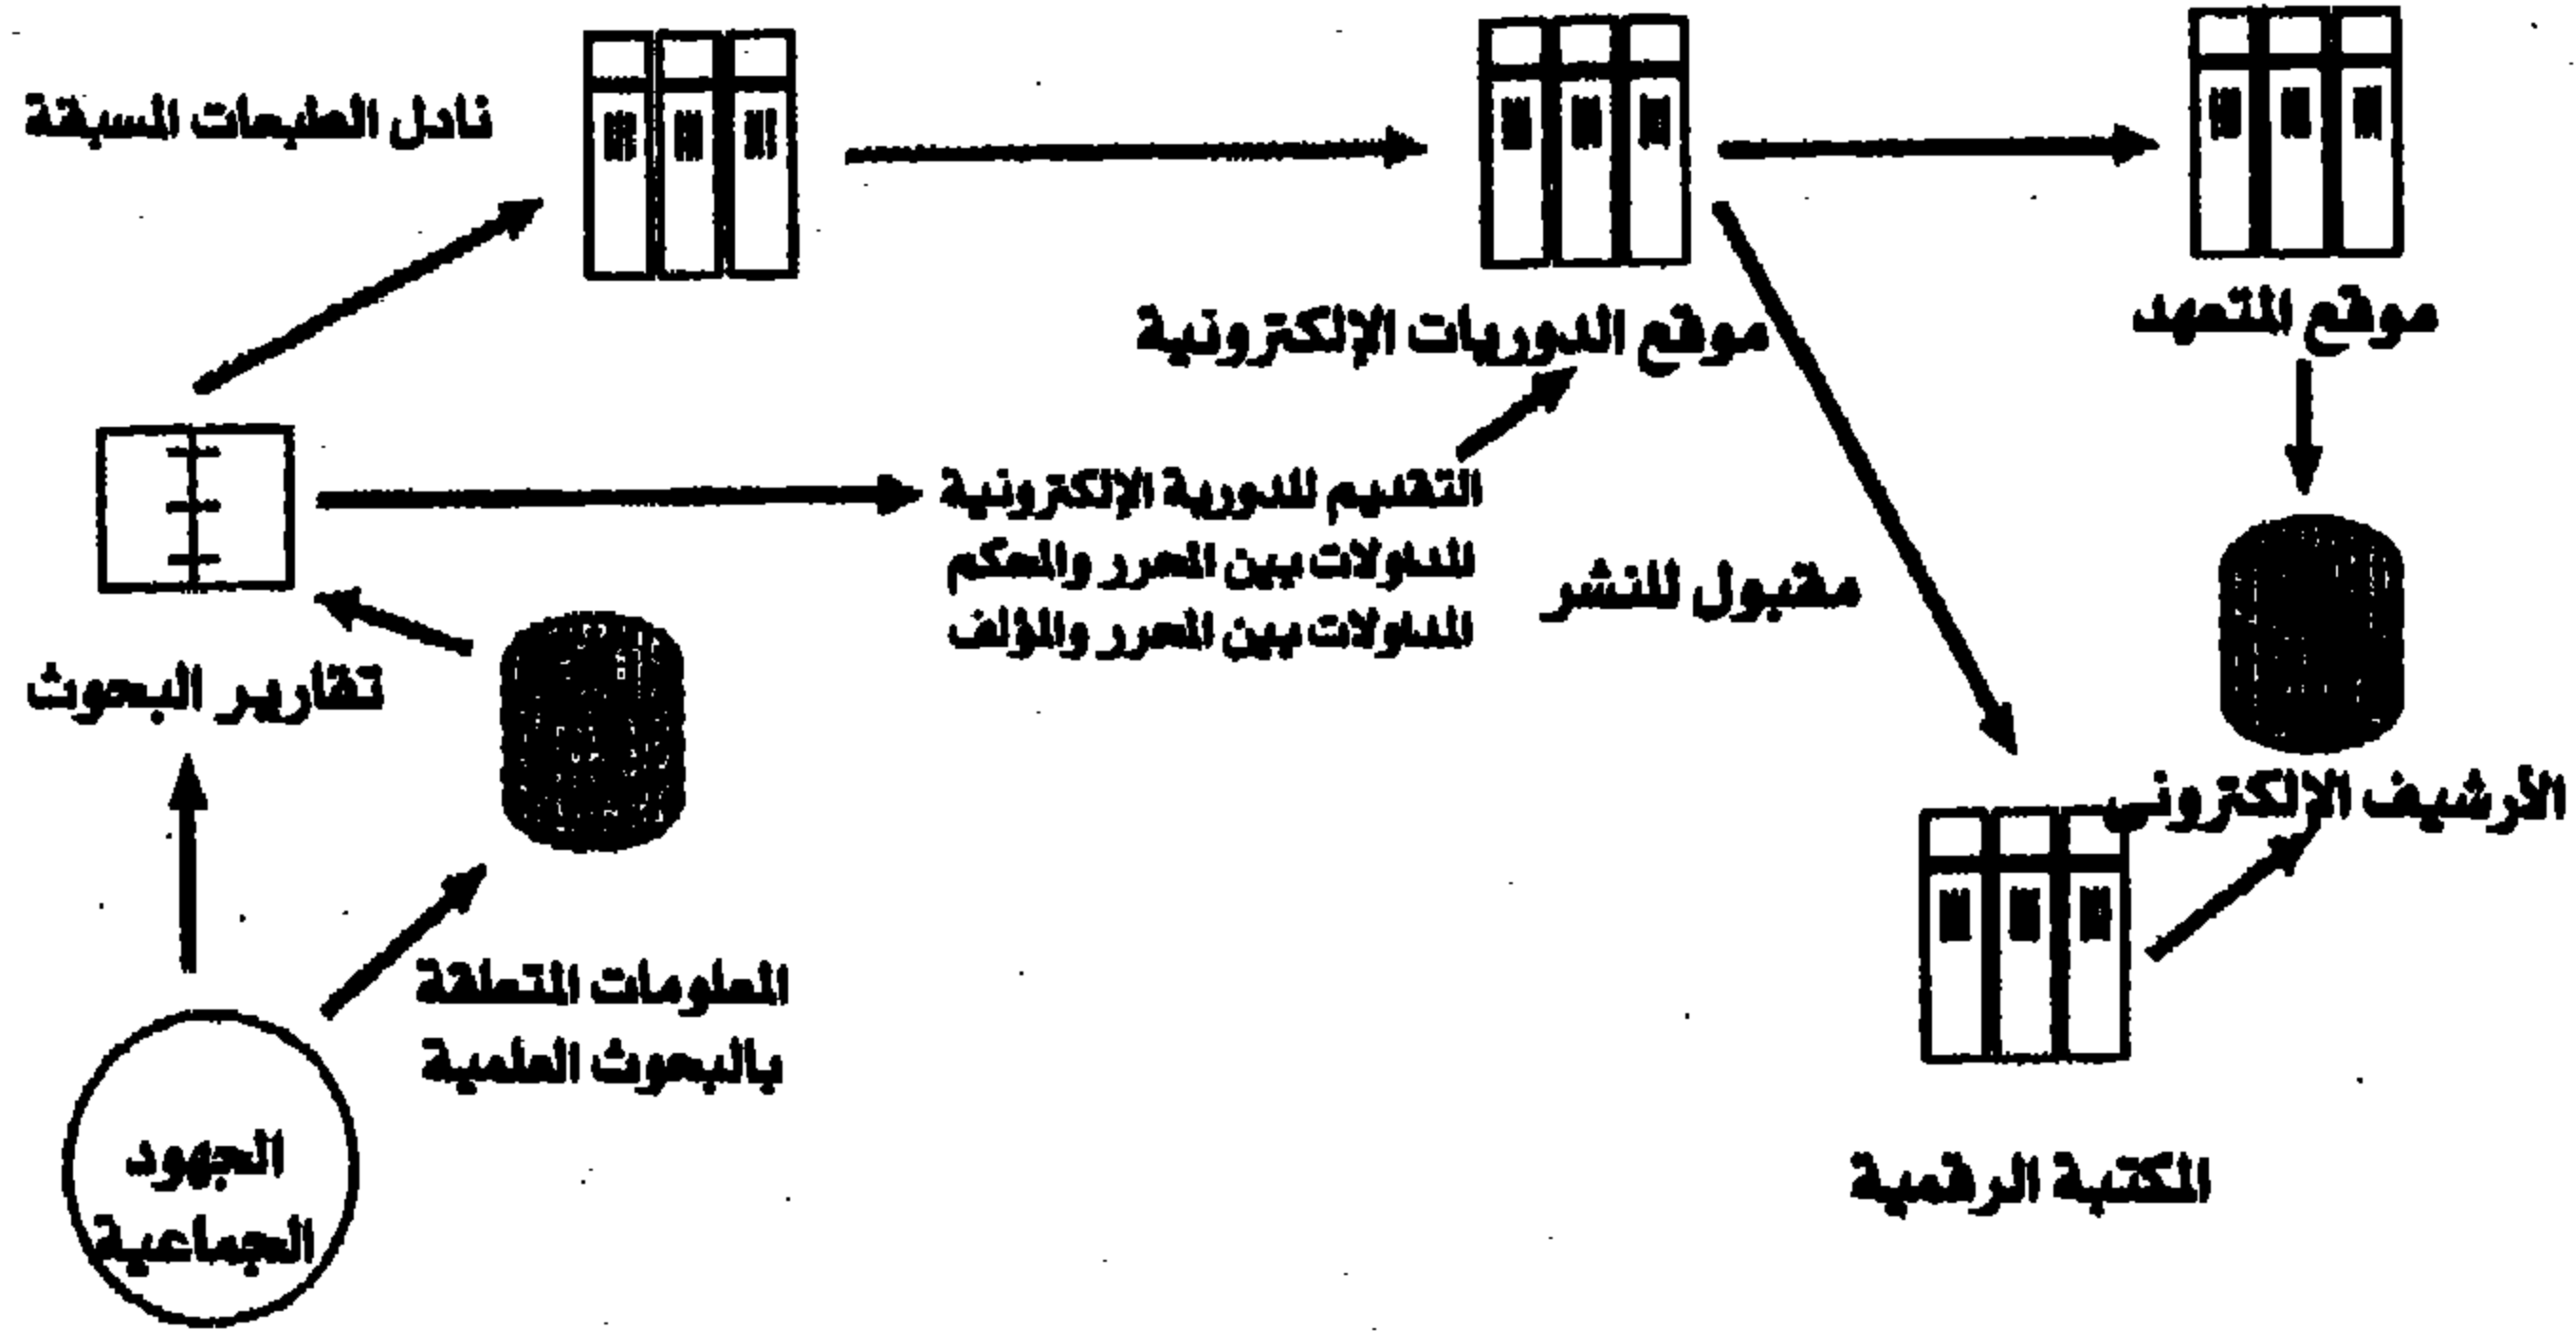 نادل الطبعات المسبقة
موقع الدوريات الإلكترونية
موقع المتعهد
التقديم للدورية الإلكترونية
المداولات بين المحرر والمحكم
المداولات بين المحرر والمؤلف
مقبول للنشر
تقارير البحوث
الأرشيف الإلكتروني
المعلومات المتعلقة
بالبحوث العلمية
الجهود
الجماعية
المكتبة الرقمية